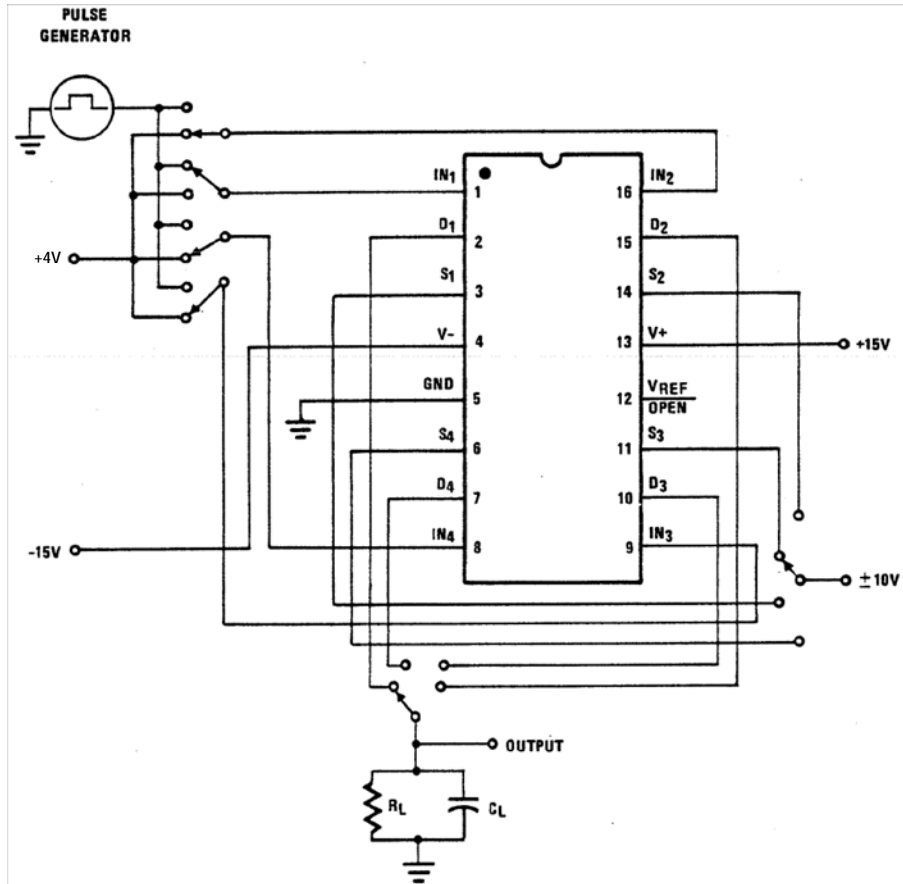 PULSE
GENERATOR
IN1
1
16
IN2
D1
2
15
D2
S1
3
14
S2
+4V
V-
4
13
V+
+15V
GND
5
12
VREF
OPEN
S4
6
11
S3
D4
7
10
D3
-15V
IN4
8
9
IN3
±10V
OUTPUT
RL
CL